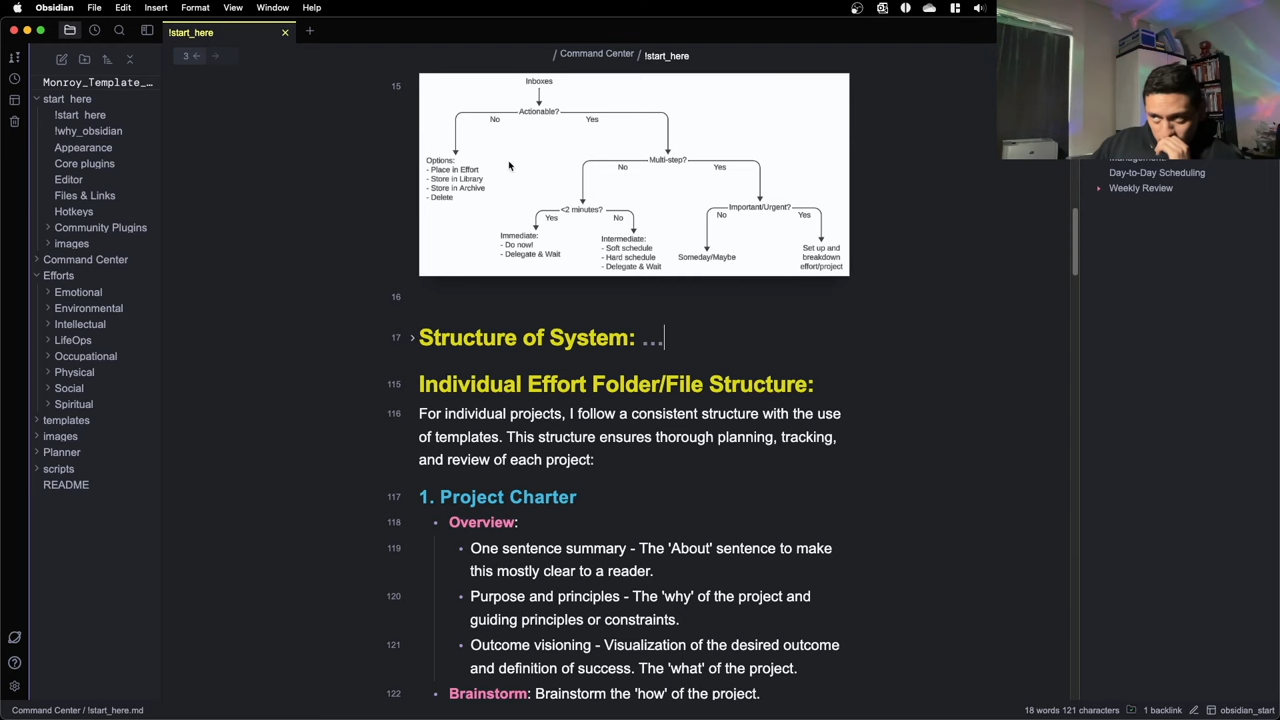 Obsidian File Edit Insert Format View Window Help
!start_here
3
/ Command Center / !start_here
Monroy_Template_...
start here
!start here
!why_obsidian
Appearance
Core plugins
Editor
Files & Links
Hotkeys
Community Plugins
images
Command Center
Efforts
Emotional
Environmental
Intellectual
LifeOps
Occupational
Physical
Social
Spiritual
templates
images
Planner
scripts
README
15
Inboxes
Actionable?
No Yes
Options:
- Place in Effort
- Store in Library
- Store in Archive
- Delete
Multi-step?
No Yes
<2 minutes?
Yes No
Important/Urgent?
No Yes
Immediate:
- Do now!
- Delegate & Wait
Intermediate:
- Soft schedule
- Hard schedule
- Delegate & Wait
Someday/Maybe
Set up and
breakdown
effort/project
16
17 Structure of System: ...
115 Individual Effort Folder/File Structure:
116 For individual projects, I follow a consistent structure with the use
of templates. This structure ensures thorough planning, tracking,
and review of each project:
117 1. Project Charter
118 • Overview:
119 • One sentence summary - The 'About' sentence to make
this mostly clear to a reader.
120 • Purpose and principles - The 'why' of the project and
guiding principles or constraints.
121 • Outcome visioning - Visualization of the desired outcome
and definition of success. The 'what' of the project.
122 • Brainstorm: Brainstorm the 'how' of the project.
Day-to-Day Scheduling
Weekly Review
Command Center / !start_here.md
18 words 121 characters 1 backlink obsidian_start